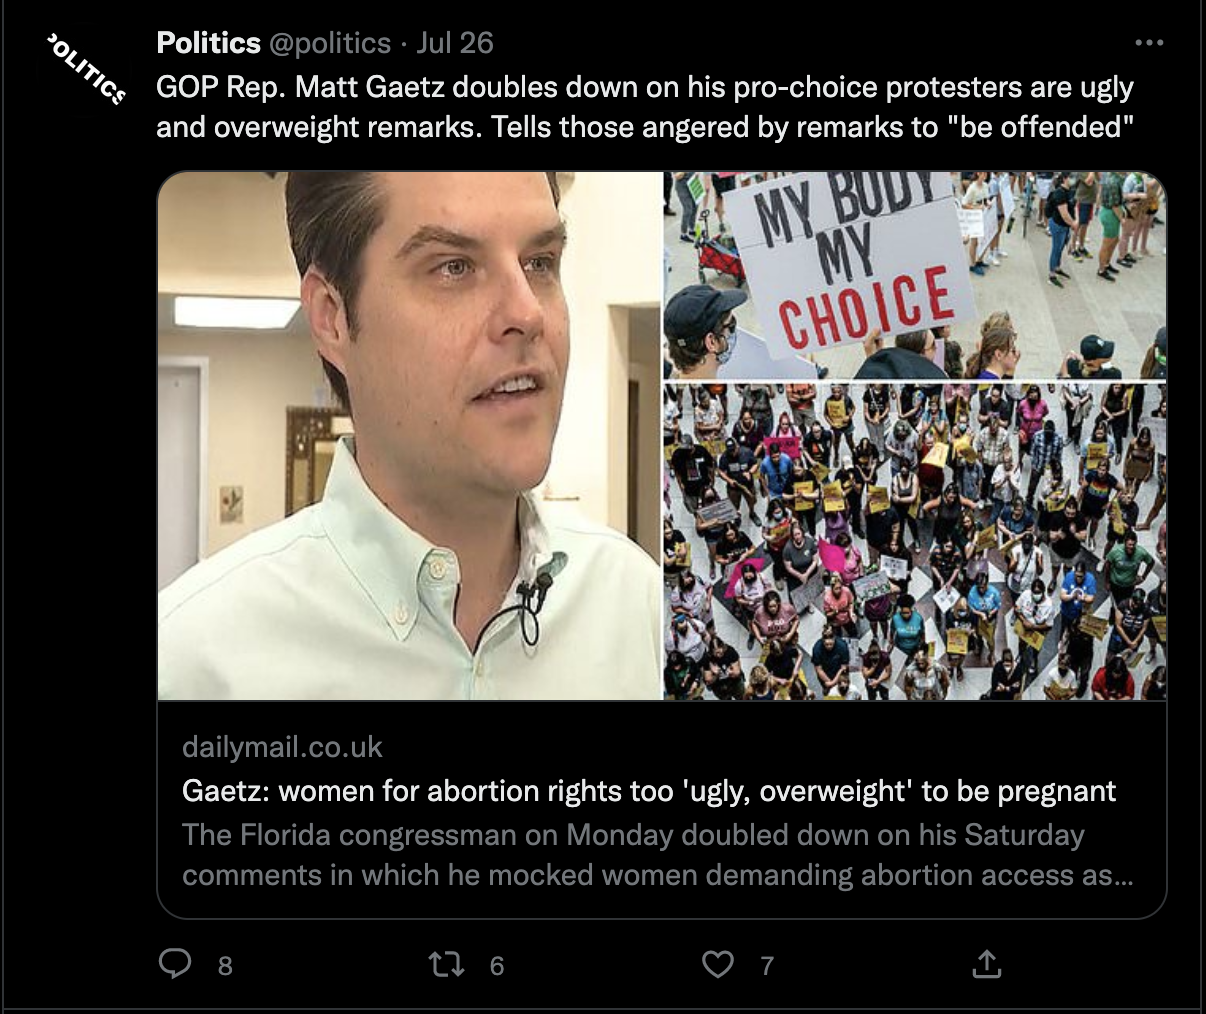 POLITICS
Politics @politics · Jul 26
GOP Rep. Matt Gaetz doubles down on his pro-choice protesters are ugly
and overweight remarks. Tells those angered by remarks to "be offended"
MY BODY
MY
CHOICE
dailymail.co.uk
Gaetz: women for abortion rights too 'ugly, overweight' to be pregnant
The Florida congressman on Monday doubled down on his Saturday
comments in which he mocked women demanding abortion access as...
8 6 7